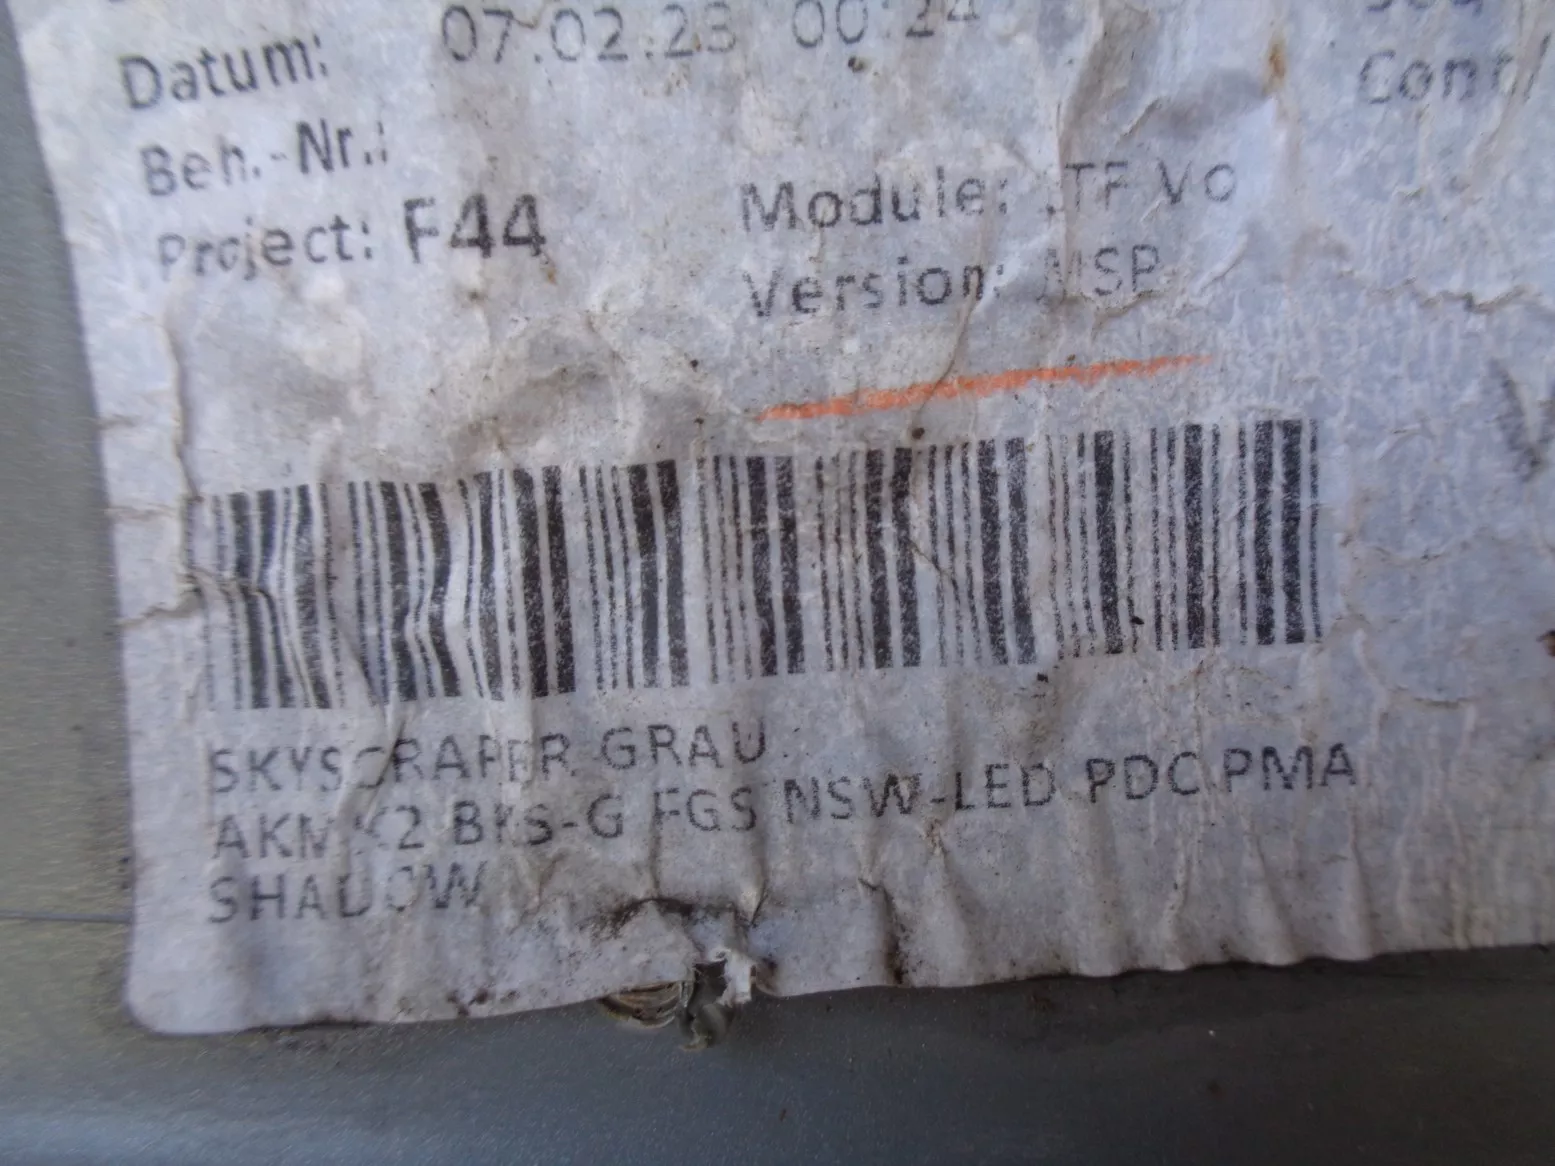 Datum: 07.02.23 00:24
Beh.-Nr.:
Project: F44
Module: Vo
Version:
SKYSCRAPER GRAU
NSW-LED PDC PMA
SHADOW